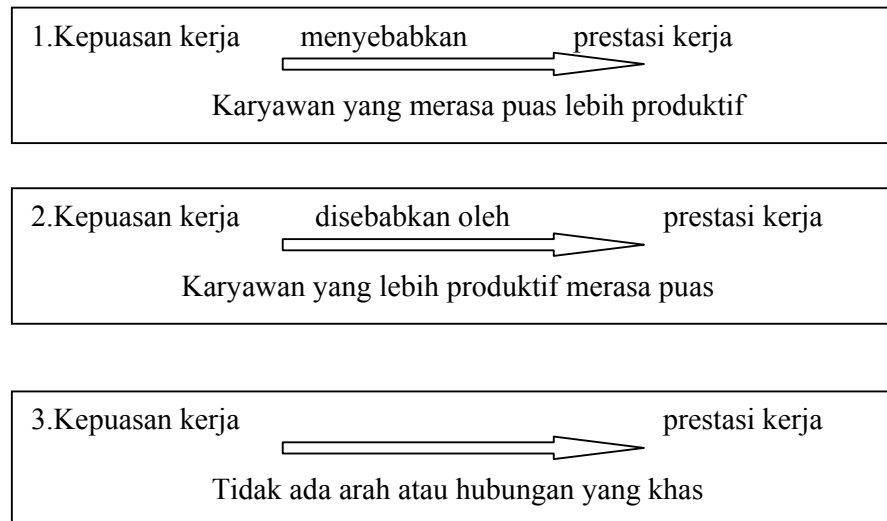 1.Kepuasan kerja menyebabkan prestasi kerja
Karyawan yang merasa puas lebih produktif
2.Kepuasan kerja disebabkan oleh prestasi kerja
Karyawan yang lebih produktif merasa puas
3.Kepuasan kerja prestasi kerja
Tidak ada arah atau hubungan yang khas